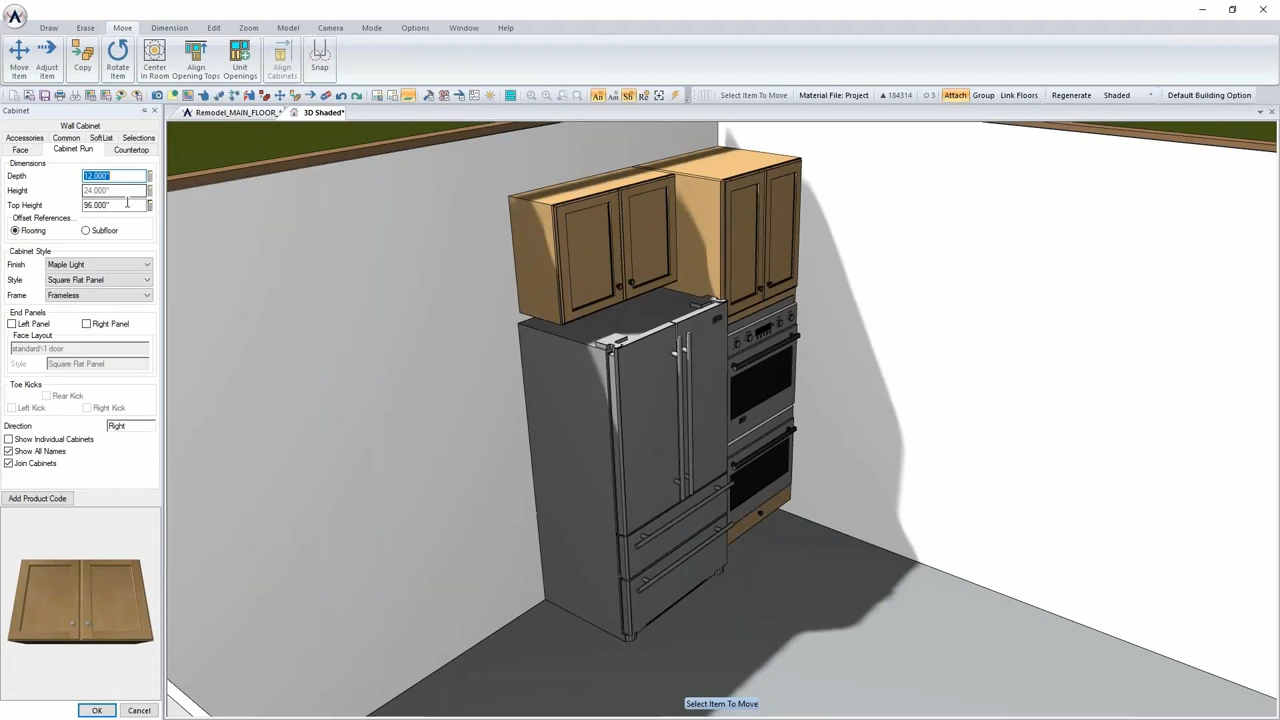 Draw Erase Move Dimension Edit Zoom Model Camera Mode Options Window Help
Move Item
Adjust Item
Copy
Rotate Item
Center In Room
Align Opening Tops
Unit Openings
Align Cabinets
Snap
Select Item To Move Material File: Project 184314 3 Attach Group Link Floors Regenerate Shaded Default Building Option
Cabinet
Remodel_MAIN_FLOOR_*
3D Shaded*
Wall Cabinet
Accessories Common SoftList Selections
Face Cabinet Run Countertop
Dimensions
Depth 12.000"
Height 24.000"
Top Height 96.000"
Offset References...
Flooring Subfloor
Cabinet Style
Finish Maple Light
Style Square Flat Panel
Frame Frameless
End Panels
Left Panel Right Panel
Face Layout
standard\1 door
Style Square Flat Panel
Toe Kicks
Rear Kick
Left Kick Right Kick
Direction Right
Show Individual Cabinets
Show All Names
Join Cabinets
Add Product Code
OK Cancel
Select Item To Move